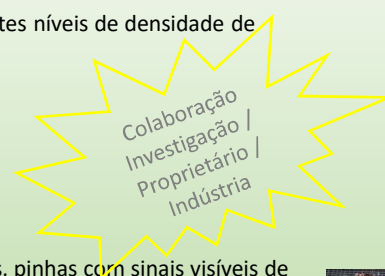 tes níveis de densidade de
Colaboração
Investigação /
Proprietário /
Indústria
s, pinhas com sinais visíveis de